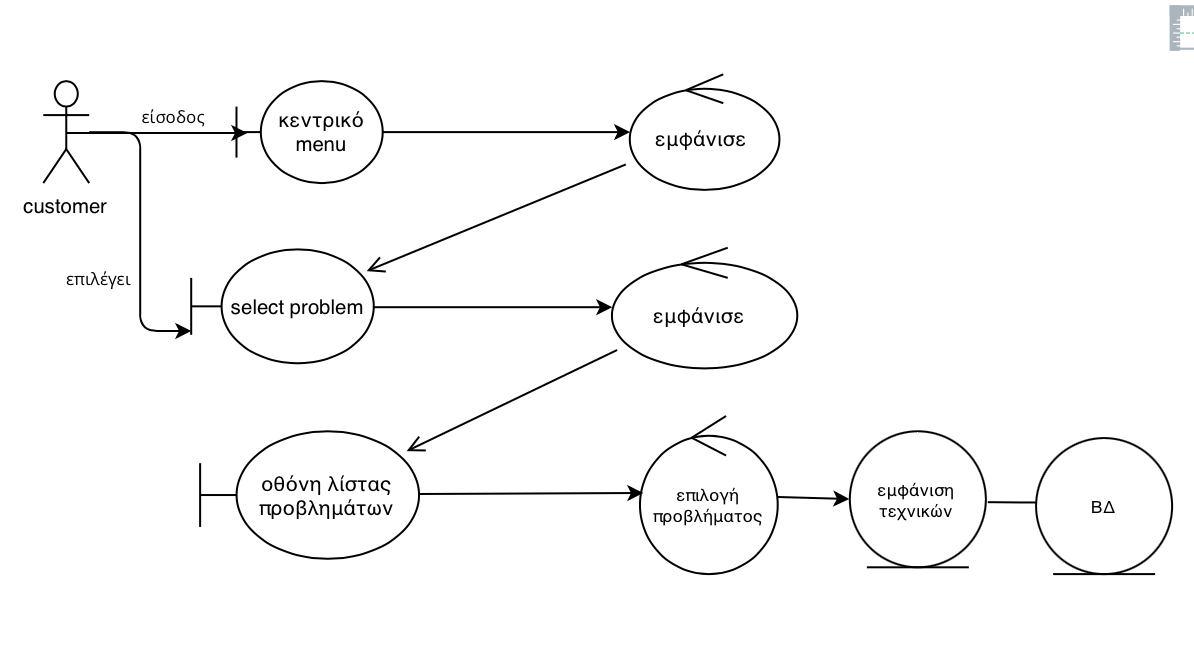 είσοδος
κεντρικό
menu
εμφάνισε
customer
επιλέγει
select problem
εμφάνισε
οθόνη λίστας
προβλημάτων
επιλογή
προβλήματος
εμφάνιση
τεχνικών
ΒΔ